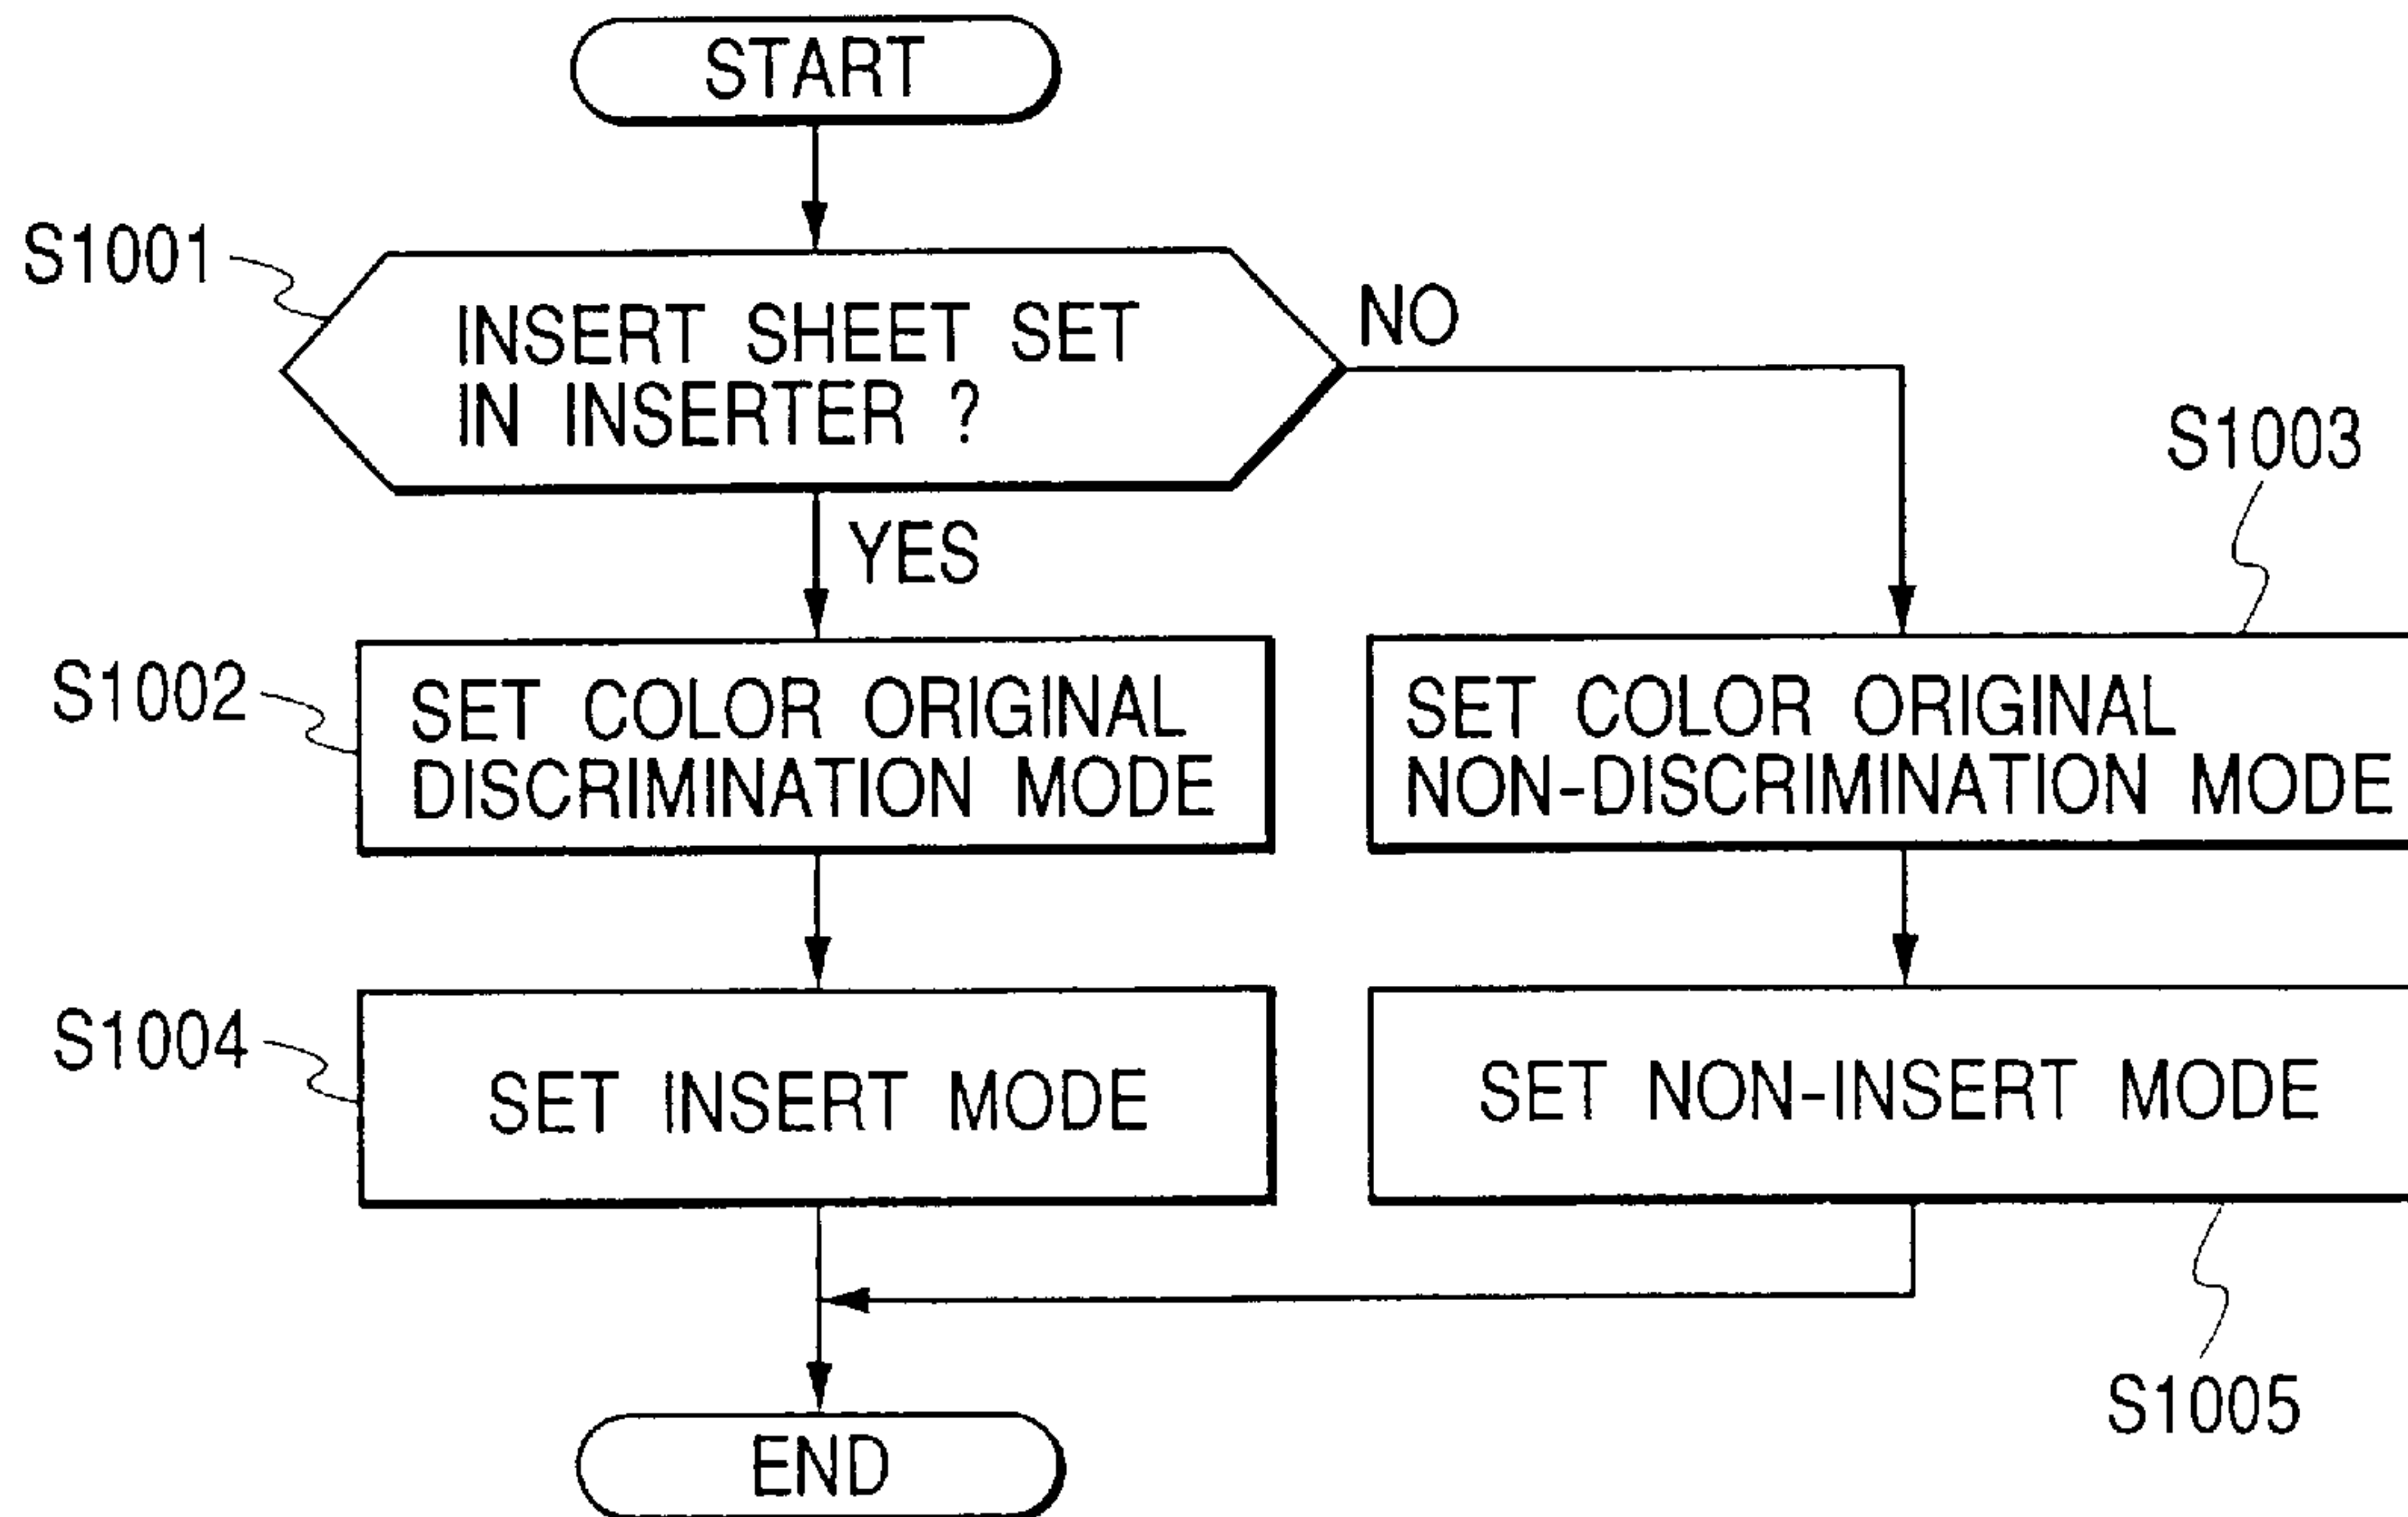 START
S1001
INSERT SHEET SET
IN INSERTER ?
NO
YES
S1003
S1002
SET COLOR ORIGINAL
DISCRIMINATION MODE
SET COLOR ORIGINAL
NON-DISCRIMINATION MODE
S1004
SET INSERT MODE
SET NON-INSERT MODE
S1005
END